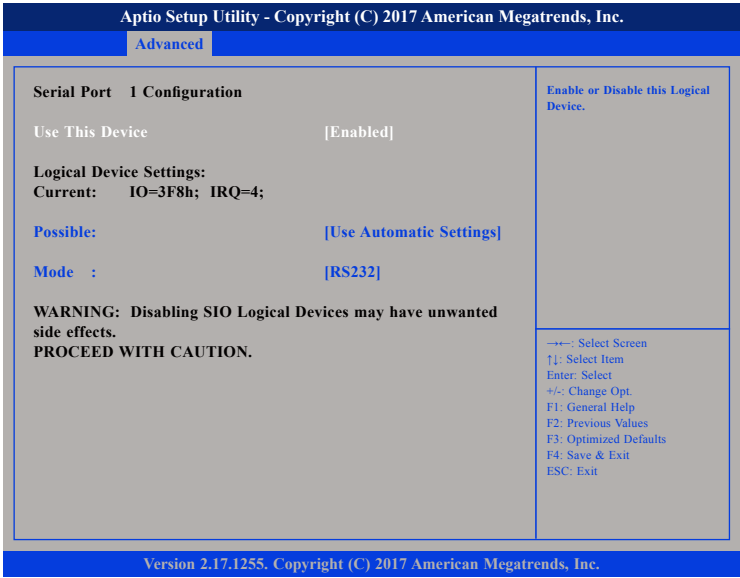 Aptio Setup Utility - Copyright (C) 2017 American Megatrends, Inc.
Advanced
Serial Port 1 Configuration
Use This Device [Enabled]
Logical Device Settings:
Current: IO=3F8h; IRQ=4;
Possible: [Use Automatic Settings]
Mode : [RS232]
WARNING: Disabling SIO Logical Devices may have unwanted
side effects.
PROCEED WITH CAUTION.
Enable or Disable this Logical
Device.
→←: Select Screen
↑↓: Select Item
Enter: Select
+/-: Change Opt.
F1: General Help
F2: Previous Values
F3: Optimized Defaults
F4: Save & Exit
ESC: Exit
Version 2.17.1255. Copyright (C) 2017 American Megatrends, Inc.